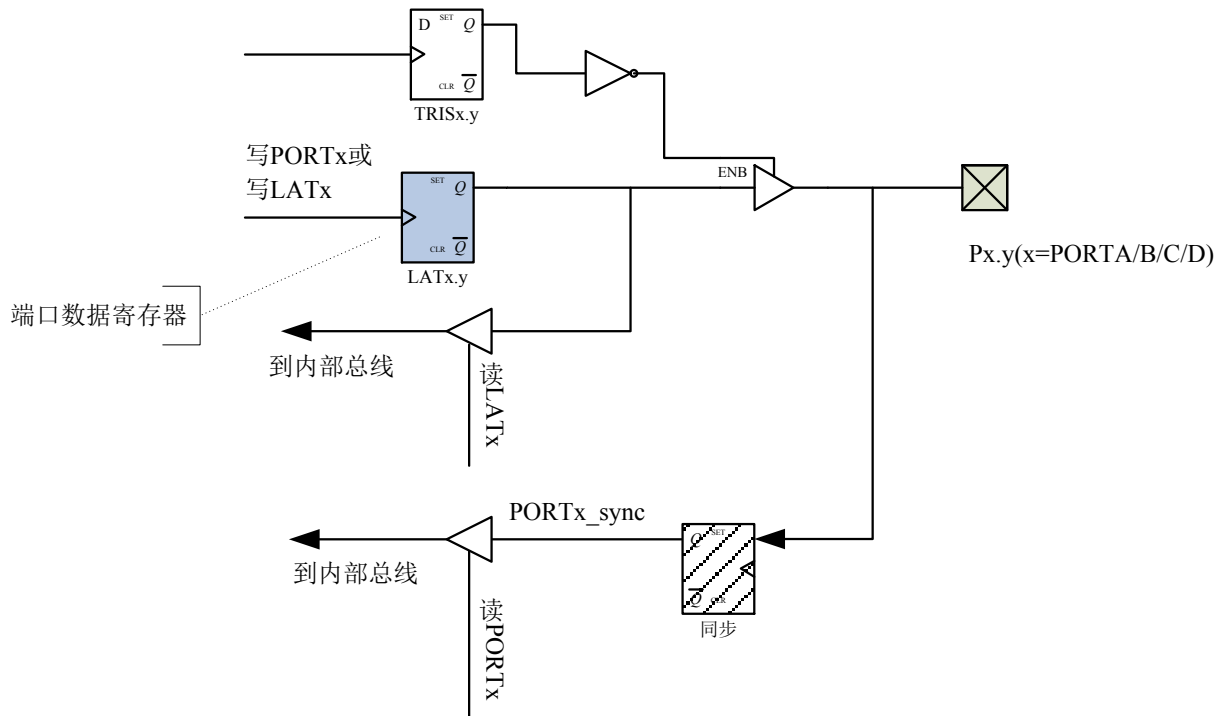 D SET Q
CLR Q
TRISx.y
写PORTx或
写LATx
SET Q
CLR Q
LATx.y
端口数据寄存器
ENB
Px.y(x=PORTA/B/C/D)
到内部总线
读LATx
PORTx_sync
Q SET
Q CLR
同步
到内部总线
读PORTx